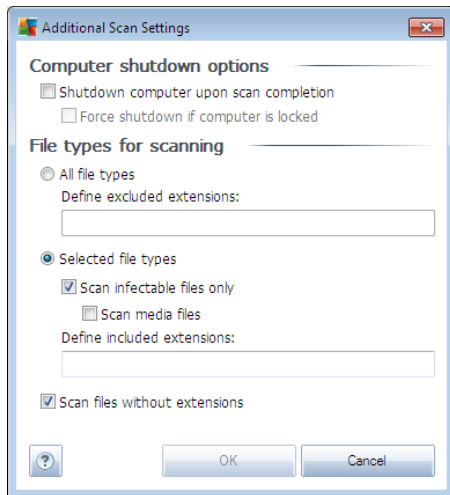 Additional Scan Settings
Computer shutdown options
Shutdown computer upon scan completion
Force shutdown if computer is locked
File types for scanning
All file types
Define excluded extensions:
Selected file types
Scan infectable files only
Scan media files
Define included extensions:
Scan files without extensions
?
OK
Cancel